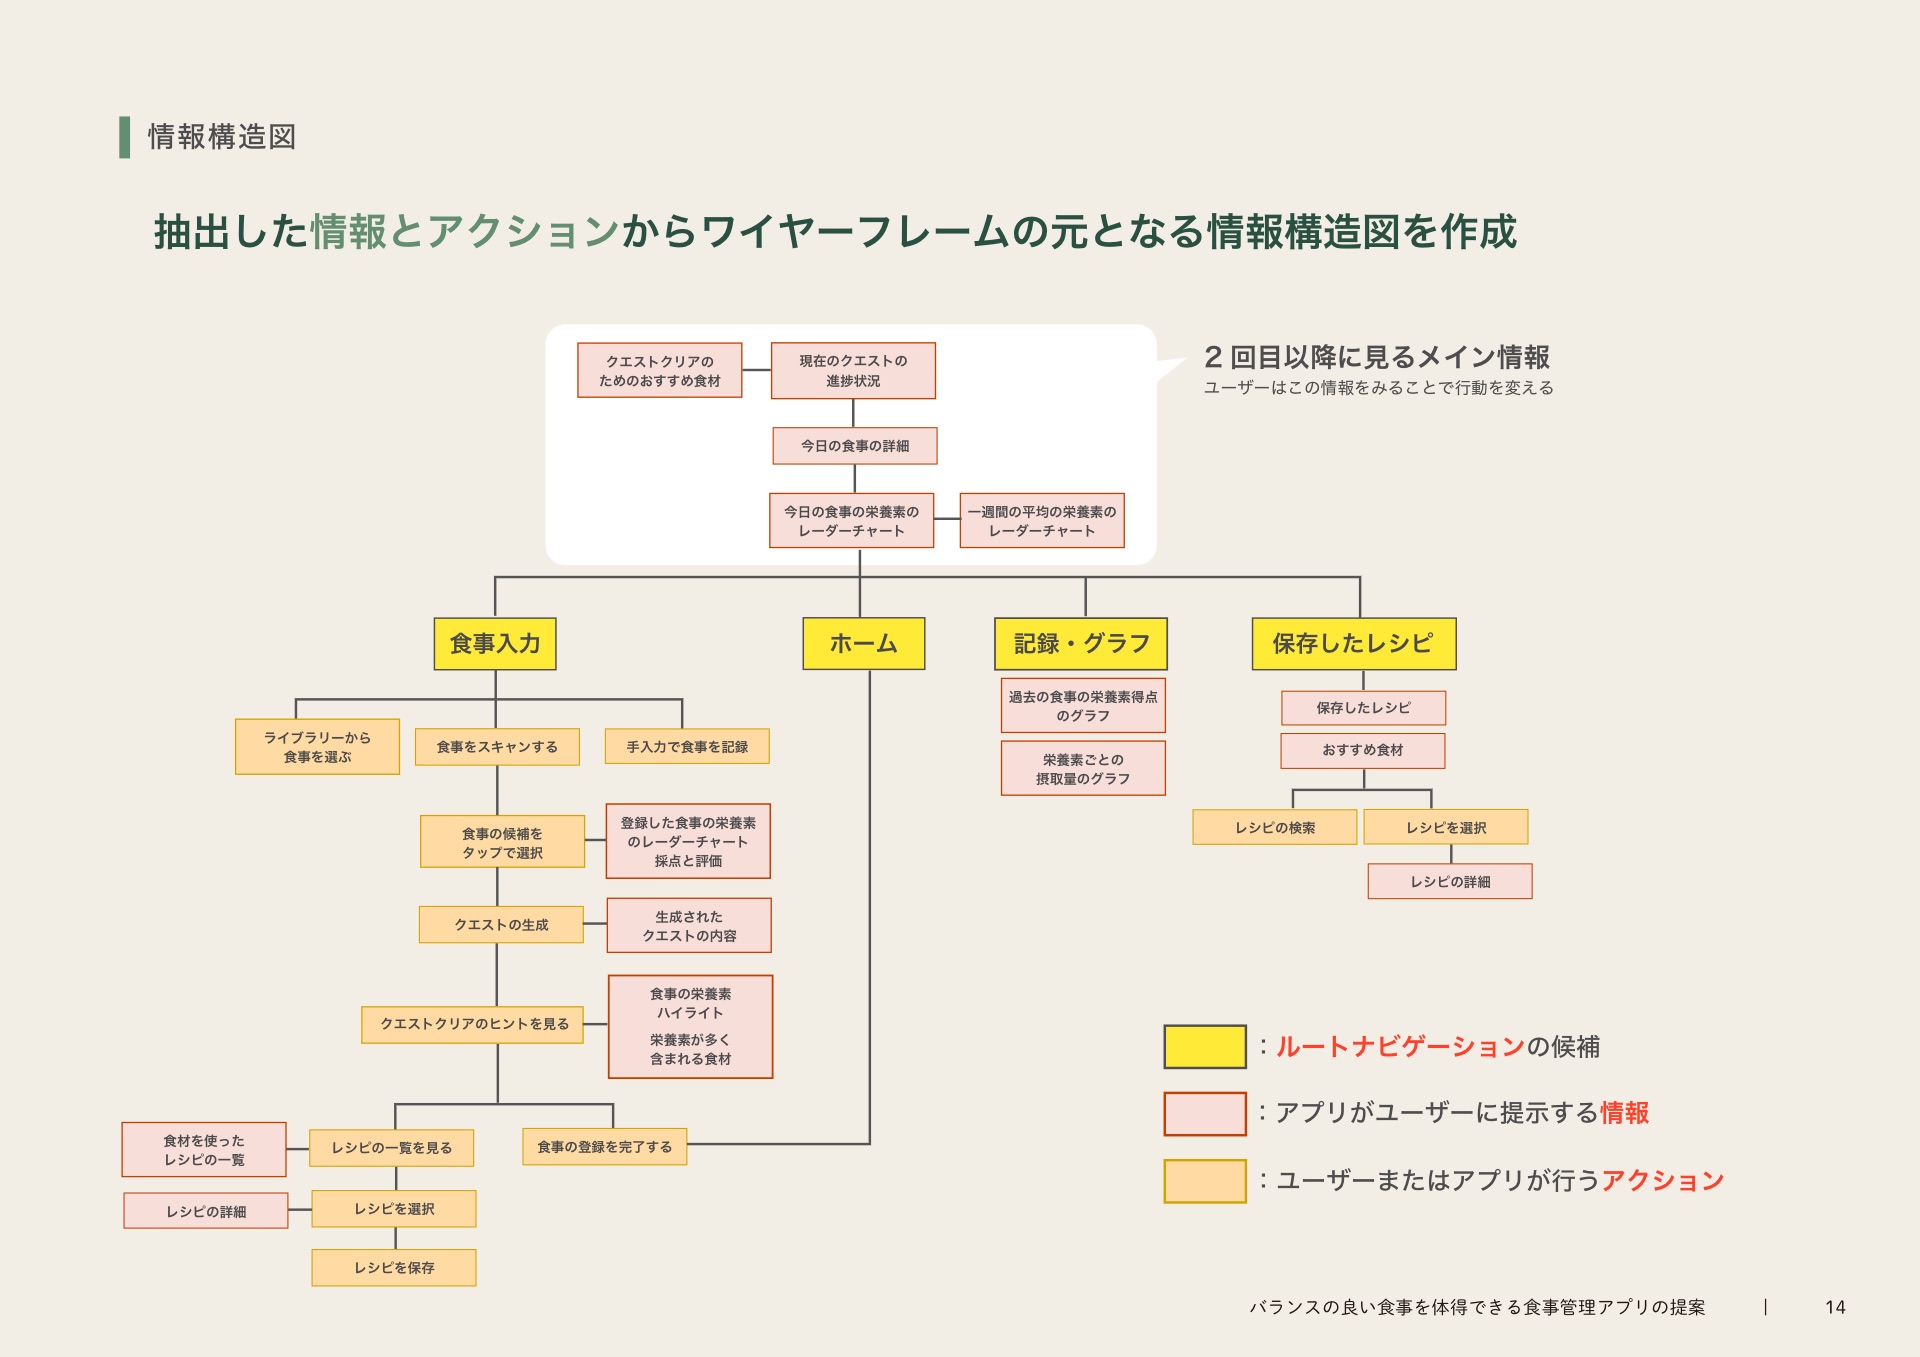 情報構造図
抽出した情報とアクションからワイヤーフレームの元となる情報構造図を作成
クエストクリアの
ためのおすすめ食材
現在のクエストの
進捗状況
今日の食事の詳細
今日の食事の栄養素の
レーダーチャート
一週間の平均の栄養素の
レーダーチャート
2 回目以降に見るメイン情報
ユーザーはこの情報をみることで行動を変える
食事入力
ホーム
記録・グラフ
保存したレシピ
ライブラリーから
食事を選ぶ
食事をスキャンする
手入力で食事を記録
食事の候補を
タップで選択
登録した食事の栄養素
のレーダーチャート
採点と評価
クエストの生成
生成された
クエストの内容
クエストクリアのヒントを見る
食事の栄養素
ハイライト
栄養素が多く
含まれる食材
食材を使った
レシピの一覧
レシピの一覧を見る
食事の登録を完了する
レシピの詳細
レシピを選択
レシピを保存
過去の食事の栄養素得点
のグラフ
栄養素ごとの
摂取量のグラフ
保存したレシピ
おすすめ食材
レシピの検索
レシピを選択
レシピの詳細
：ルートナビゲーションの候補
：アプリがユーザーに提示する情報
：ユーザーまたはアプリが行うアクション
バランスの良い食事を体得できる食事管理アプリの提案 | 14